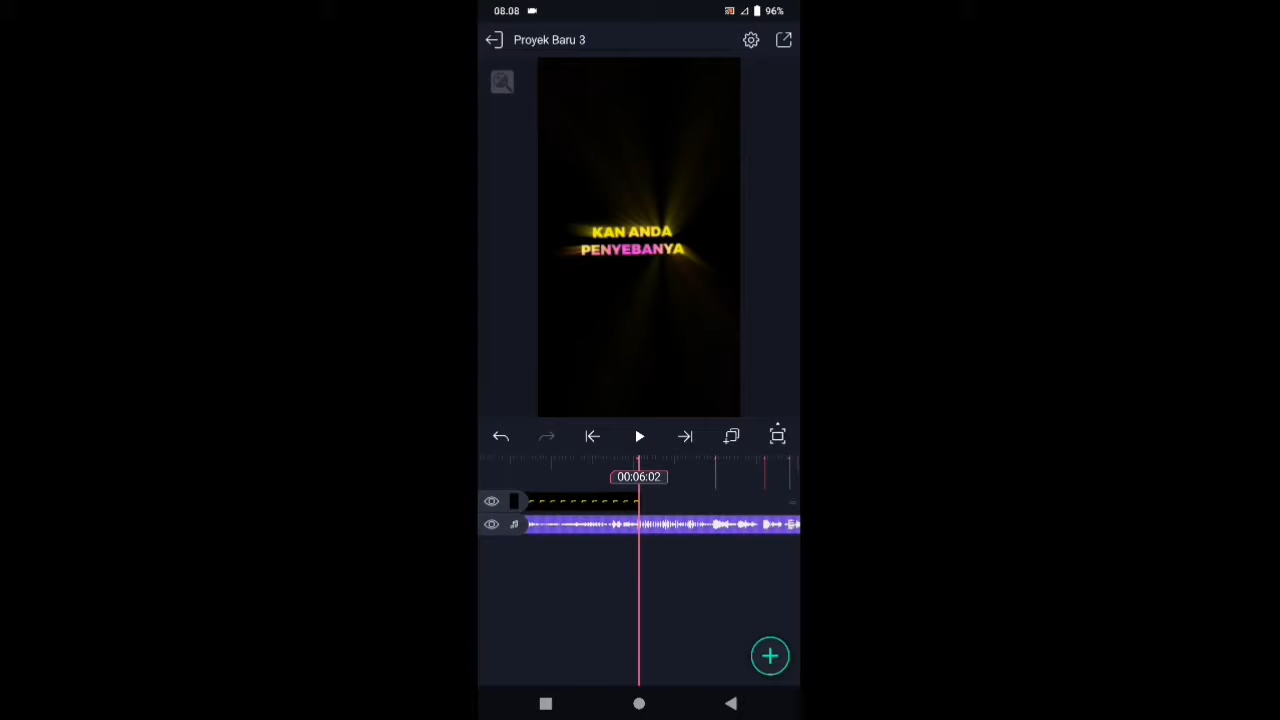 08.08
96%
Proyek Baru 3
KAN ANDA
PENYEBANYA
00:06:02